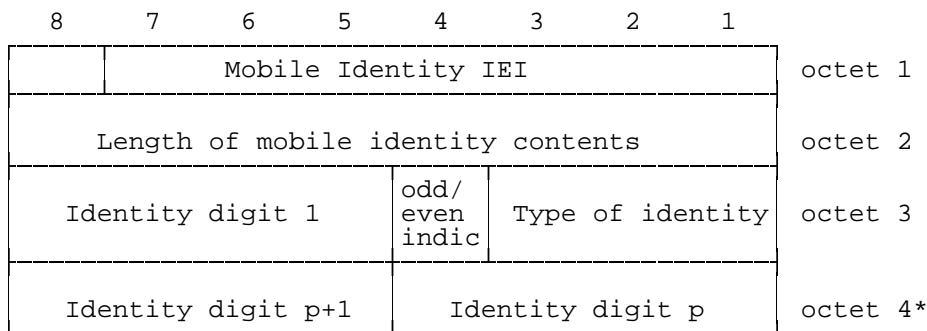 8 7 6 5 4 3 2 1
Mobile Identity IEI octet 1
Length of mobile identity contents octet 2
odd/
Identity digit 1 even Type of identity octet 3
indic
Identity digit p+1 Identity digit p octet 4*